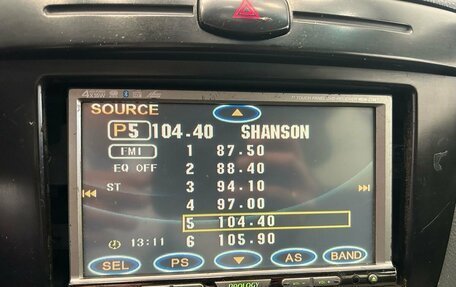 SOURCE
P5 104.40 SHANSON
FM1 1 87.50
EQ OFF 2 88.40
ST 3 94.10
4 97.00
5 104.40
13:11 6 105.90
SEL PS AS BAND
PROLOGY